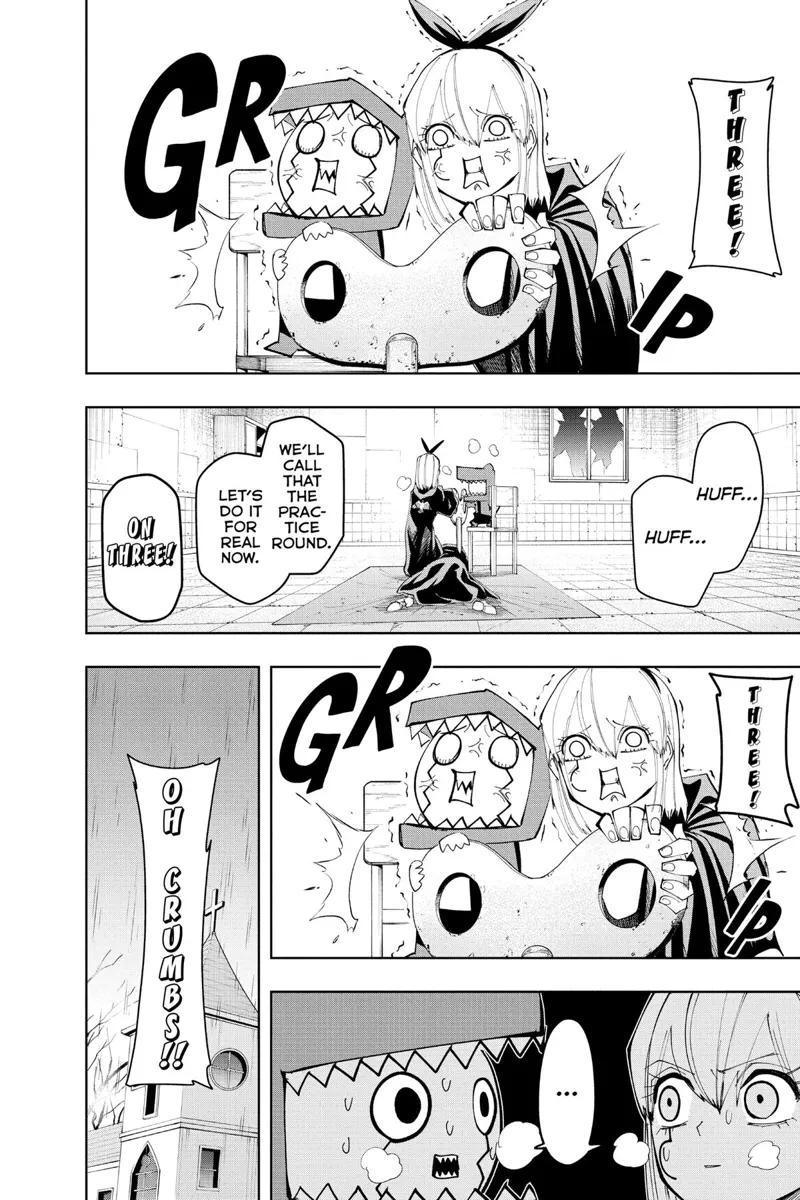 THREE!
GR
IP
HUFF...
HUFF...
WE'LL
CALL
THAT
THE
PRAC-
TICE
ROUND.
LET'S
DO IT
FOR
REAL
NOW.
ON
THREE!
THREE!
GR
IP
...
OH CRUMBS!!